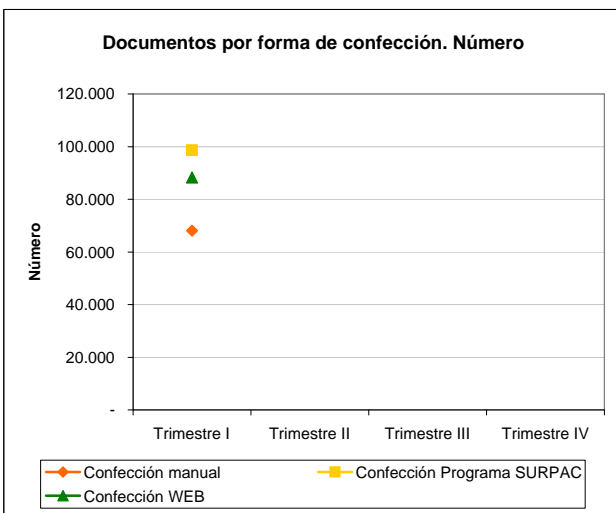 Documentos por forma de confección. Número
120.000
100.000
80.000
60.000
40.000
20.000
-
Número
Trimestre I Trimestre II Trimestre III Trimestre IV
Confección manual Confección Programa SURPAC
Confección WEB